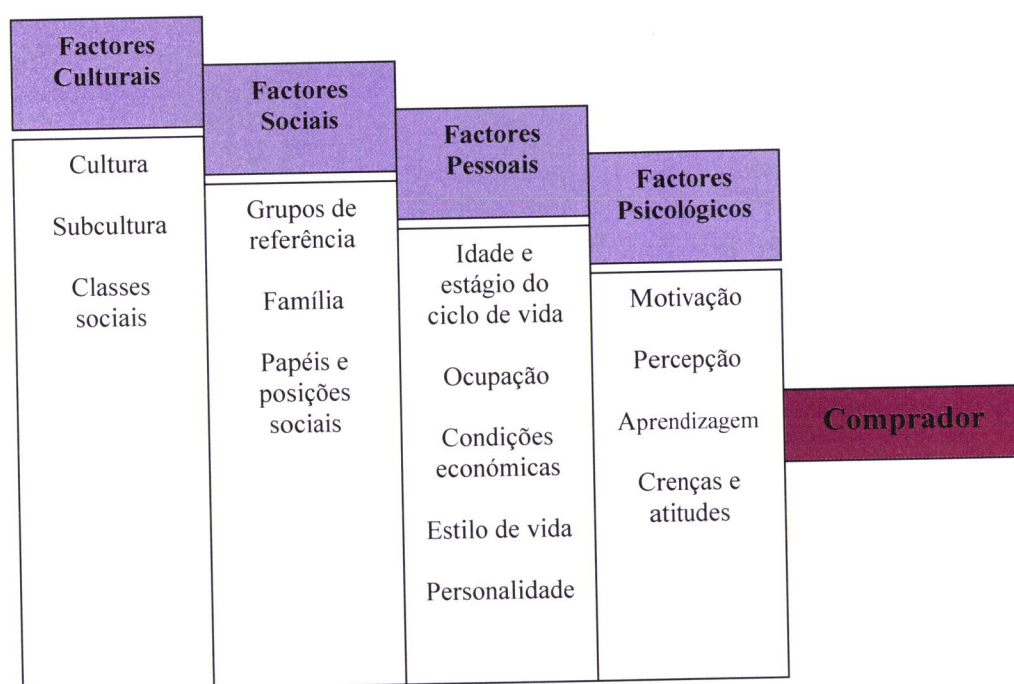 Factores
Culturais
Cultura
Subcultura
Classes
sociais
Factores
Sociais
Grupos de
referência
Família
Papéis e
posições
sociais
Factores
Pessoais
Idade e
estágio do
ciclo de vida
Ocupação
Condições
económicas
Estilo de vida
Personalidade
Factores
Psicológicos
Motivação
Percepção
Aprendizagem
Crenças e
atitudes
Comprador